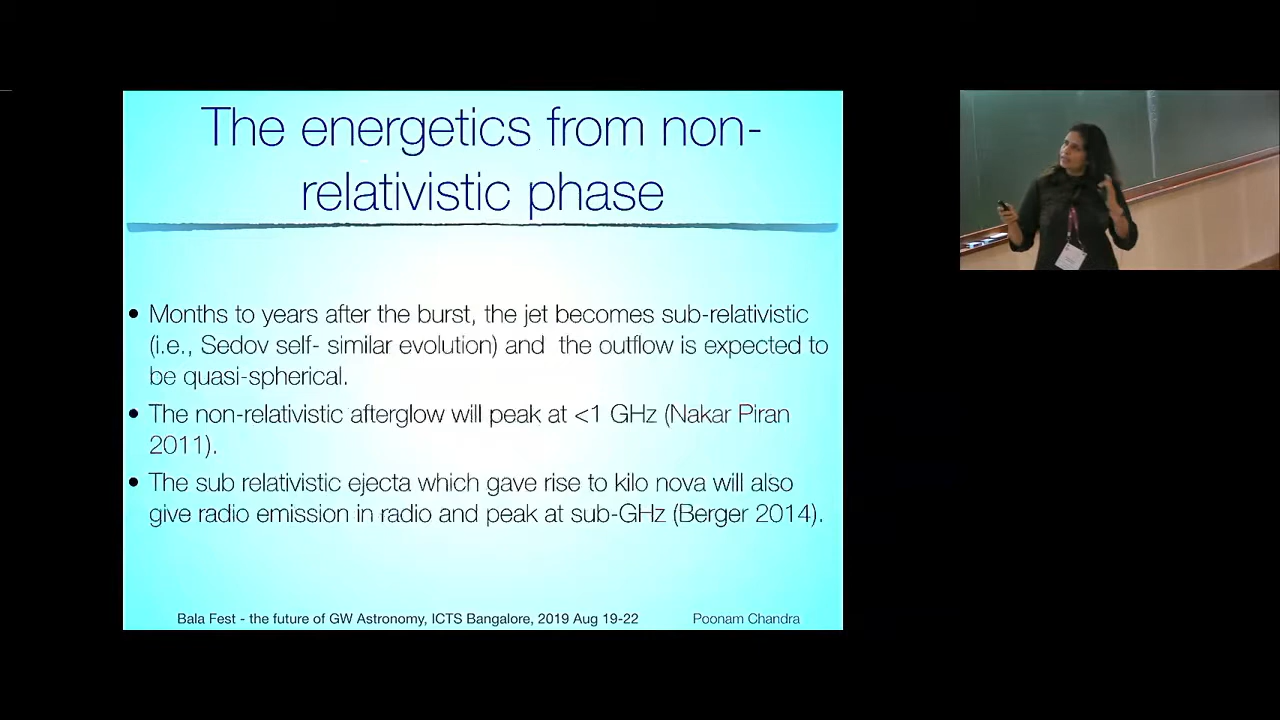 The energetics from non-
relativistic phase
• Months to years after the burst, the jet becomes sub-relativistic
(i.e., Sedov self- similar evolution) and the outflow is expected to
be quasi-spherical.
• The non-relativistic afterglow will peak at <1 GHz (Nakar Piran
2011).
• The sub relativistic ejecta which gave rise to kilo nova will also
give radio emission in radio and peak at sub-GHz (Berger 2014).
Bala Fest - the future of GW Astronomy, ICTS Bangalore, 2019 Aug 19-22 Poonam Chandra